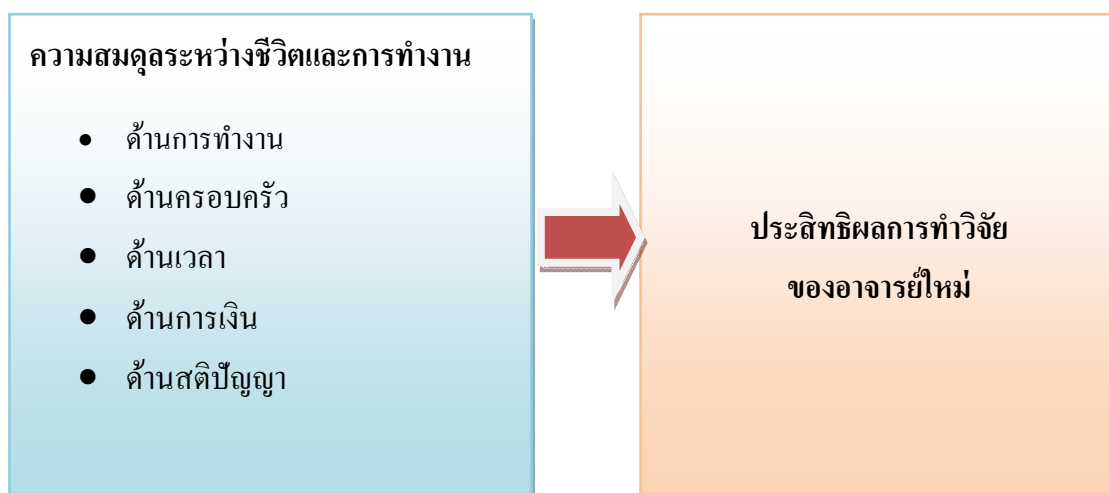 ความสมดุลระหว่างชีวิตและการทำงาน
• ด้านการทำงาน
• ด้านครอบครัว
• ด้านเวลา
• ด้านการเงิน
• ด้านสติปัญญา
ประสิทธิผลการทำวิจัย
ของอาจารย์ใหม่